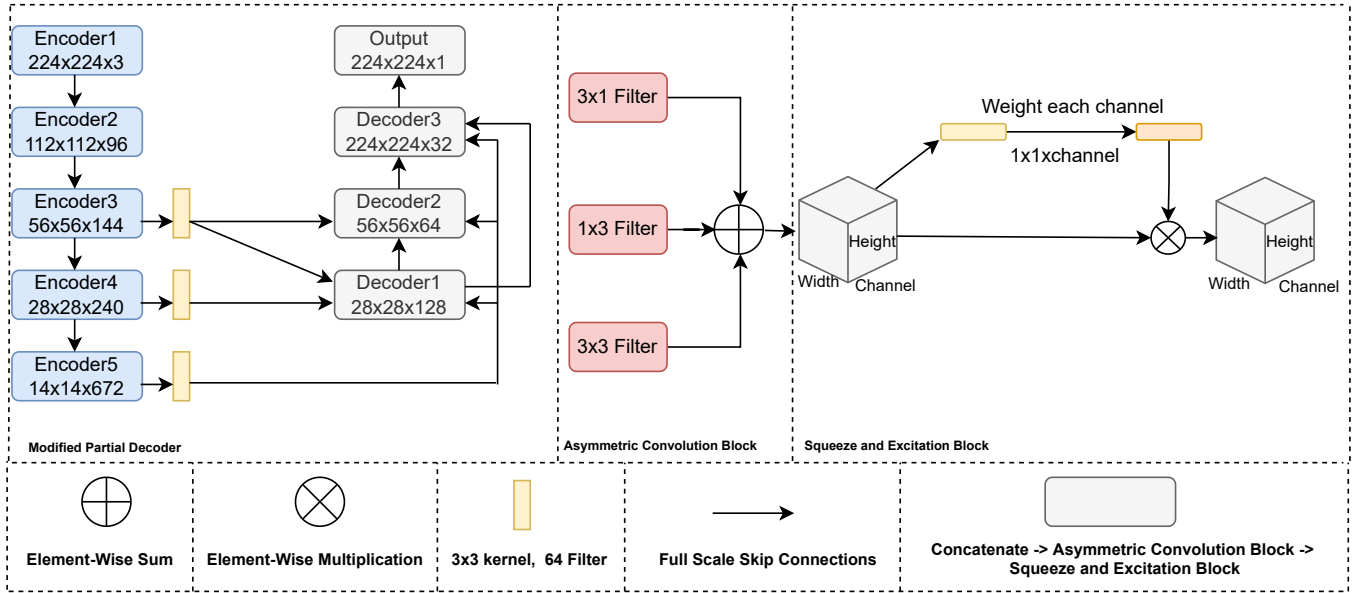 Encoder1
224x224x3
Encoder2
112x112x96
Encoder3
56x56x144
Encoder4
28x28x240
Encoder5
14x14x672
Output
224x224x1
Decoder3
224x224x32
Decoder2
56x56x64
Decoder1
28x28x128
Modified Partial Decoder
3x1 Filter
1x3 Filter
3x3 Filter
Asymmetric Convolution Block
Weight each channel
1x1xchannel
Height
Width
Channel
Height
Width
Channel
Squeeze and Excitation Block
Element-Wise Sum
Element-Wise Multiplication
3x3 kernel, 64 Filter
Full Scale Skip Connections
Concatenate -> Asymmetric Convolution Block ->
Squeeze and Excitation Block